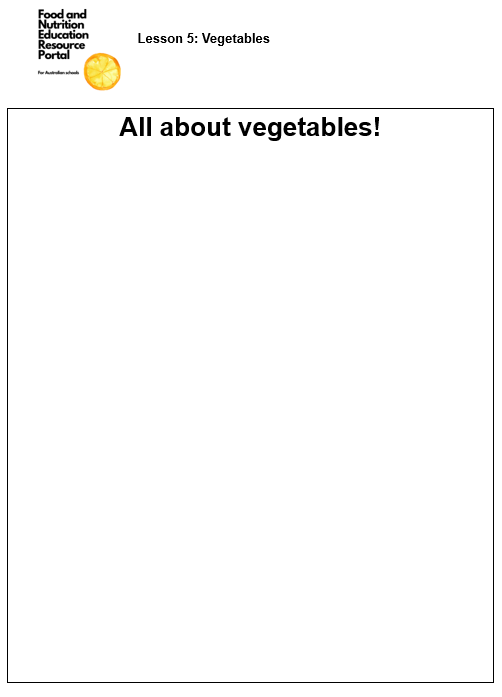 Food and
Nutrition
Education
Resource
Portal
For Australian schools
Lesson 5: Vegetables
All about vegetables!